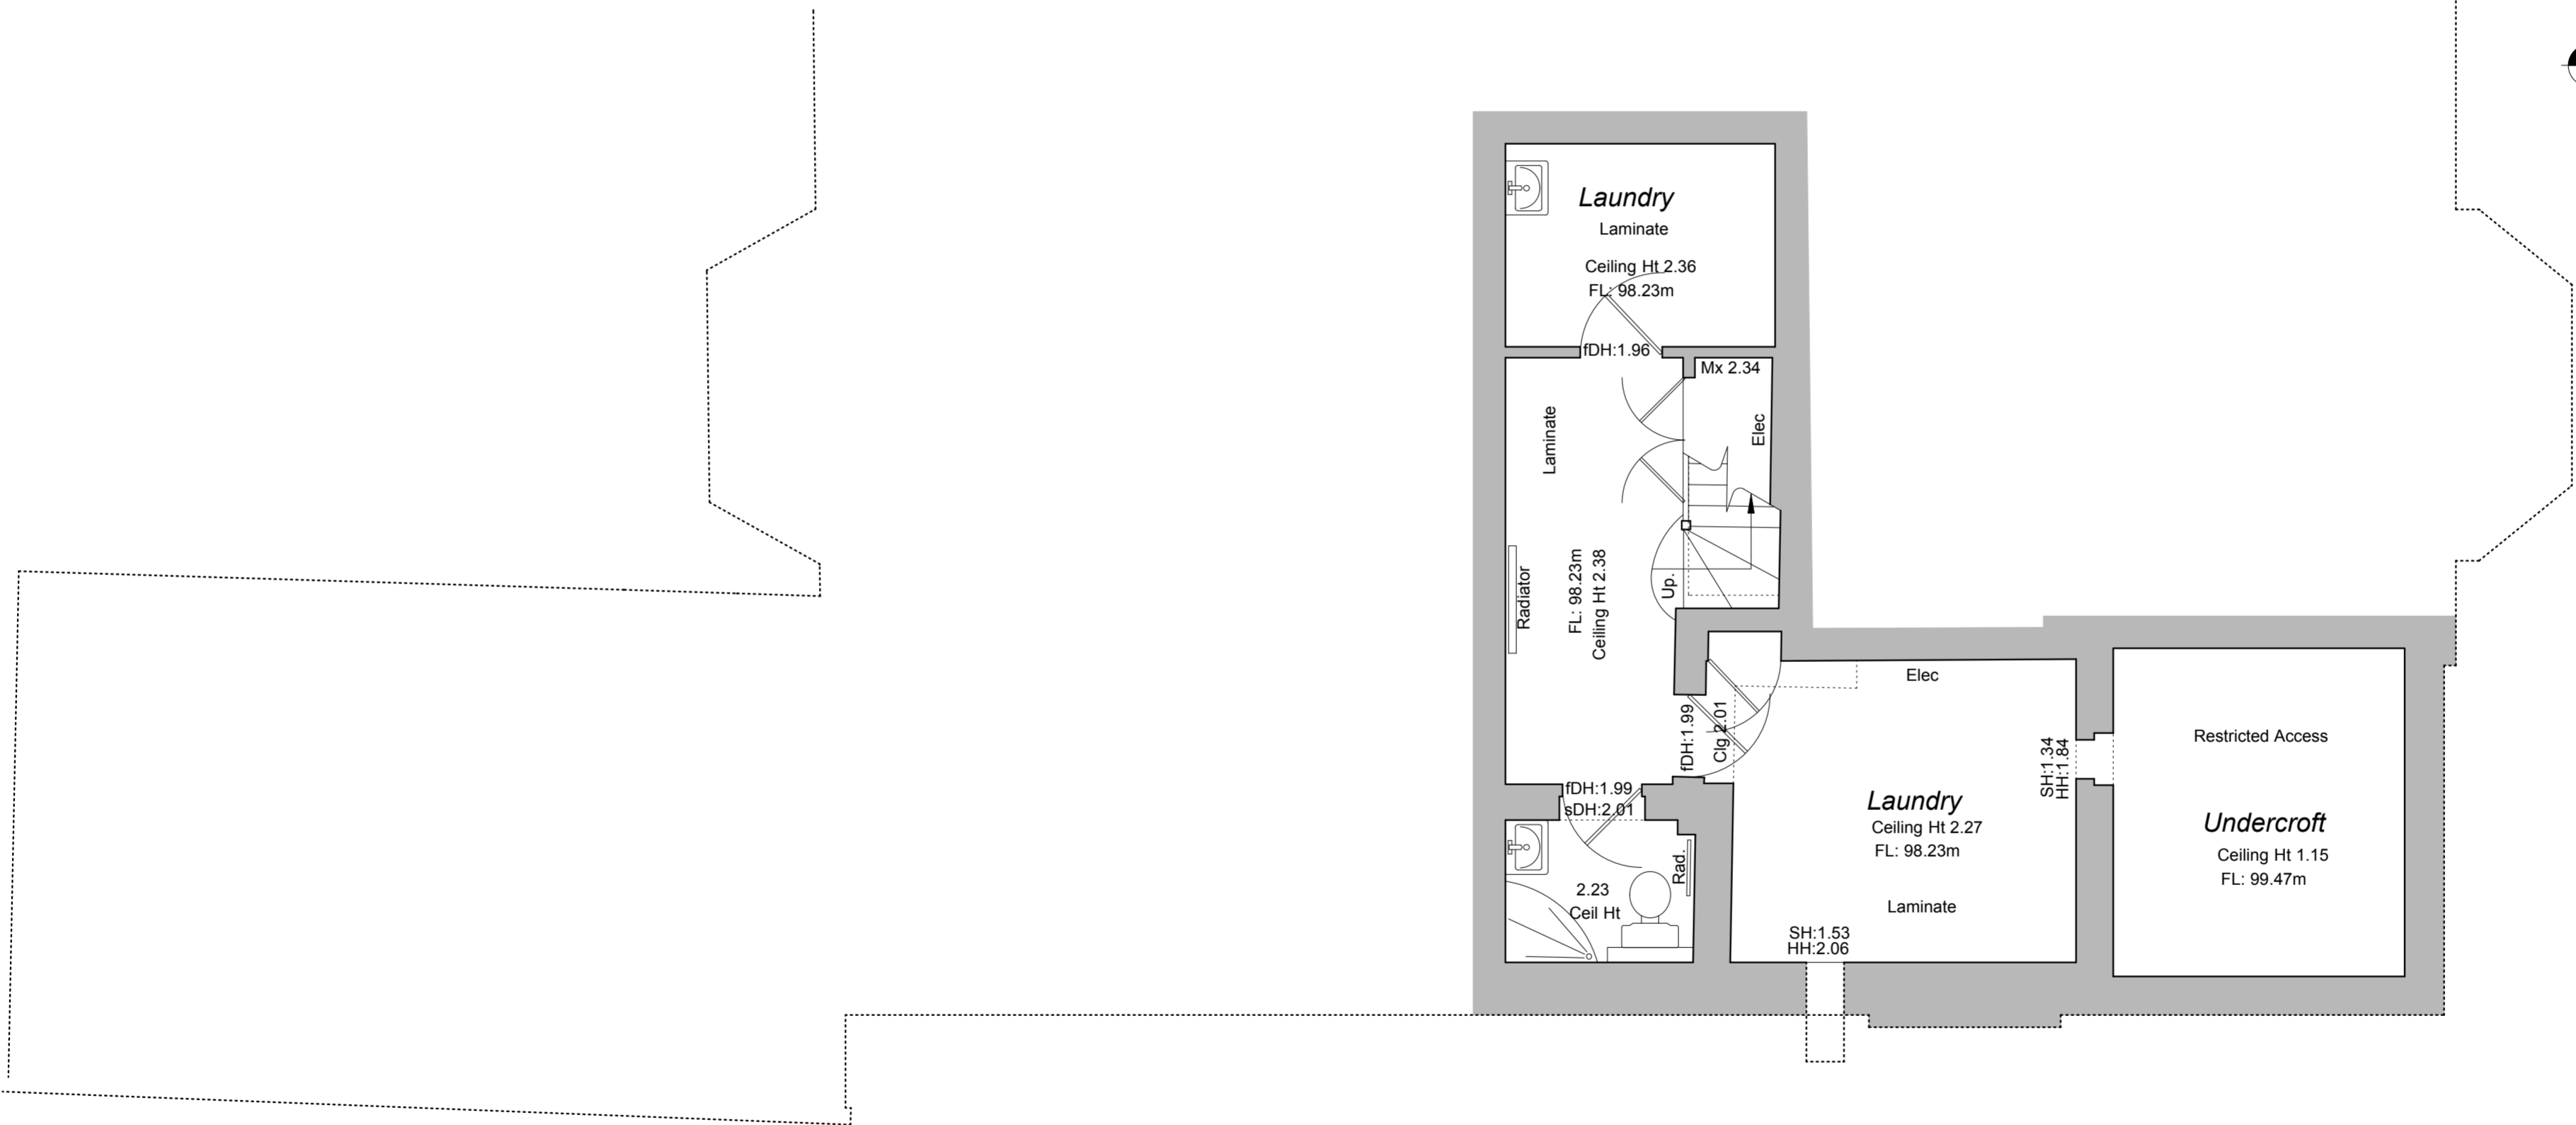 Laundry
Laminate
Ceiling Ht 2.36
FL: 98.23m
fDH:1.96
Mx 2.34
Elec
Laminate
Radiator
FL: 98.23m
Ceiling Ht 2.38
Up.
fDH:1.99
Clg 2.01
Elec
fDH:1.99
sDH:2.01
Rad.
2.23
Ceil Ht
Laundry
Ceiling Ht 2.27
FL: 98.23m
Laminate
SH:1.53
HH:2.06
SH:1.34
HH:1.84
Restricted Access
Undercroft
Ceiling Ht 1.15
FL: 99.47m